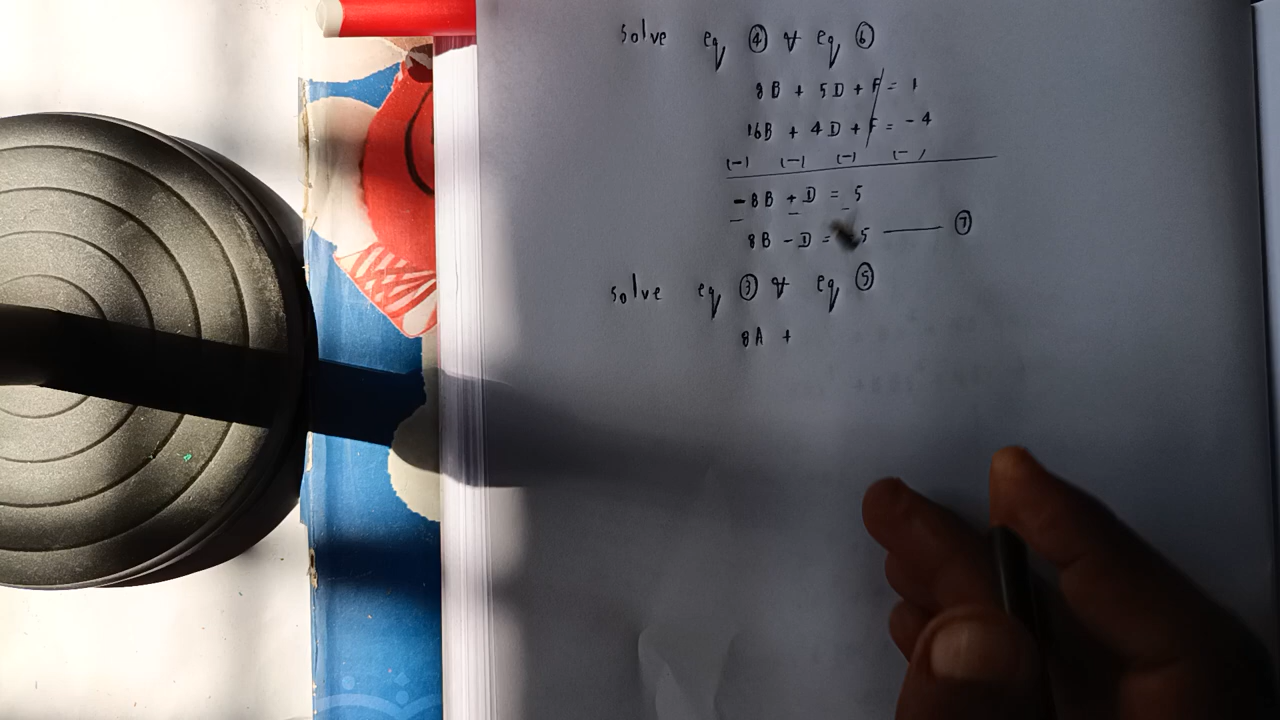 solve eq ④ & eq ⑥
8B + 5D + F = 1
16B + 4D + F = -4
(-) (-) (-) (-)
-8B + D = 5
8B - D = -5 —— ⑦
solve eq ③ & eq ⑤
8A +